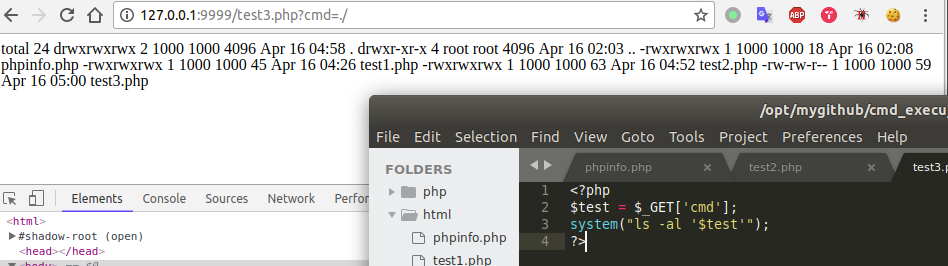 127.0.0.1:9999/test3.php?cmd=./
ABP
total 24 drwxrwxrwx 2 1000 1000 4096 Apr 16 04:58 . drwxr-xr-x 4 root root 4096 Apr 16 02:03 .. -rwxrwxrwx 1 1000 1000 18 Apr 16 02:08
phpinfo.php -rwxrwxrwx 1 1000 1000 45 Apr 16 04:26 test1.php -rwxrwxrwx 1 1000 1000 63 Apr 16 04:52 test2.php -rw-rw-r-- 1 1000 1000 59
Apr 16 05:00 test3.php
/opt/mygithub/cmd_execu
File Edit Selection Find View Goto Tools Project Preferences Help
FOLDERS
php
html
phpinfo.php
test1.php
phpinfo.php × test2.php × test3.p
1 <?php
2 $test = $_GET['cmd'];
3 system("ls -al '$test'");
4 ?>
Elements Console Sources Network Perfor
<html>
#shadow-root (open)
<head></head>
<body> == $0